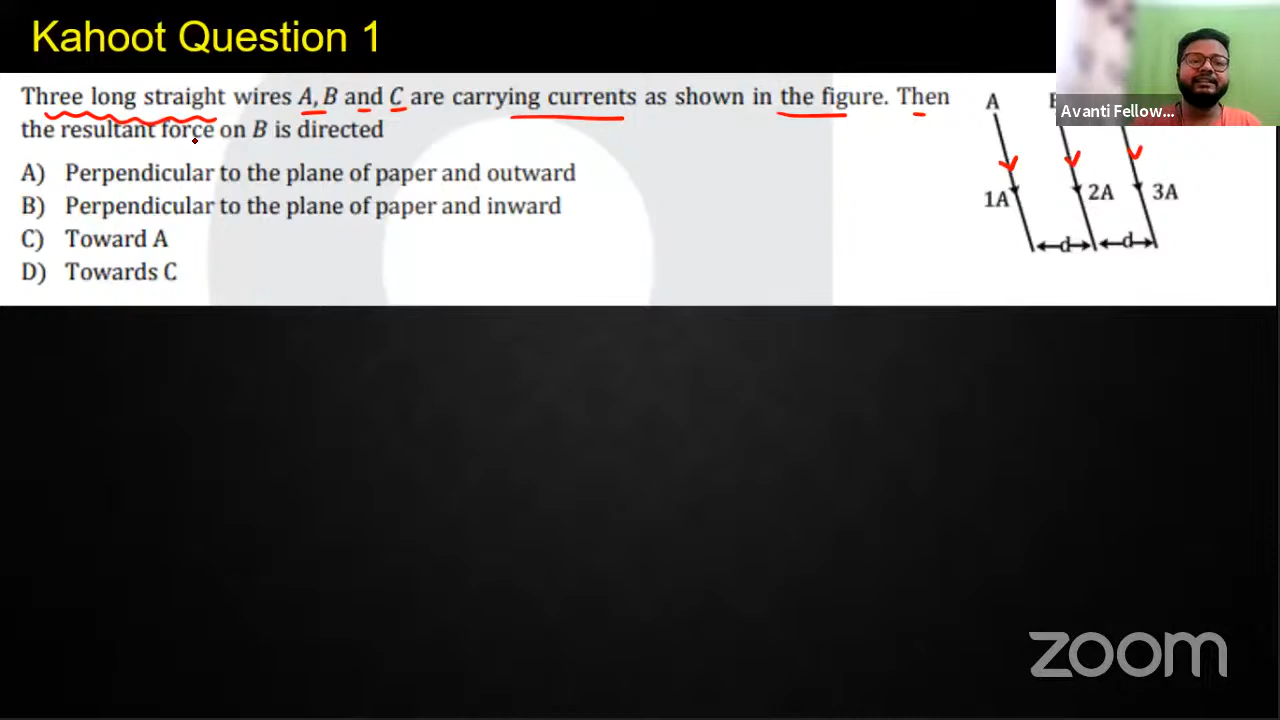 Kahoot Question 1
Three long straight wires A, B and C are carrying currents as shown in the figure. Then
the resultant force on B is directed
A) Perpendicular to the plane of paper and outward
B) Perpendicular to the plane of paper and inward
C) Toward A
D) Towards C
A
Avanti Fellow...
1A
2A
3A
d
d
zoom